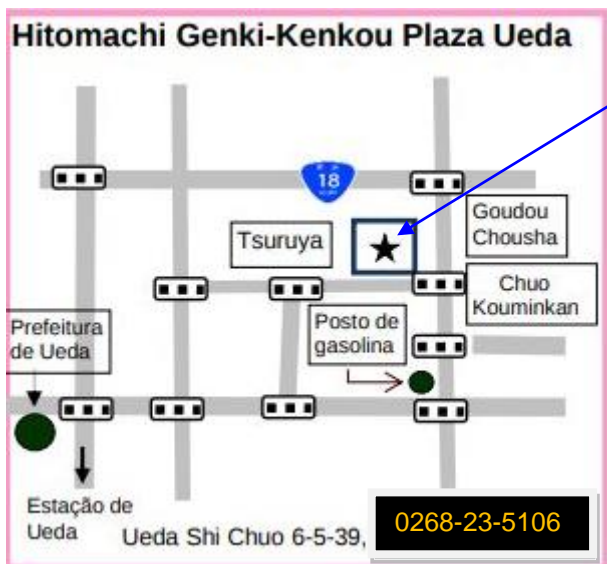 Hitomachi Genki-Kenkou Plaza Ueda
18
Goudou
Chousha
Tsuruya
Chuo
Kouminkan
Prefeitura
de Ueda
Posto de
gasolina
Estação de
Ueda
Ueda Shi Chuo 6-5-39,
0268-23-5106